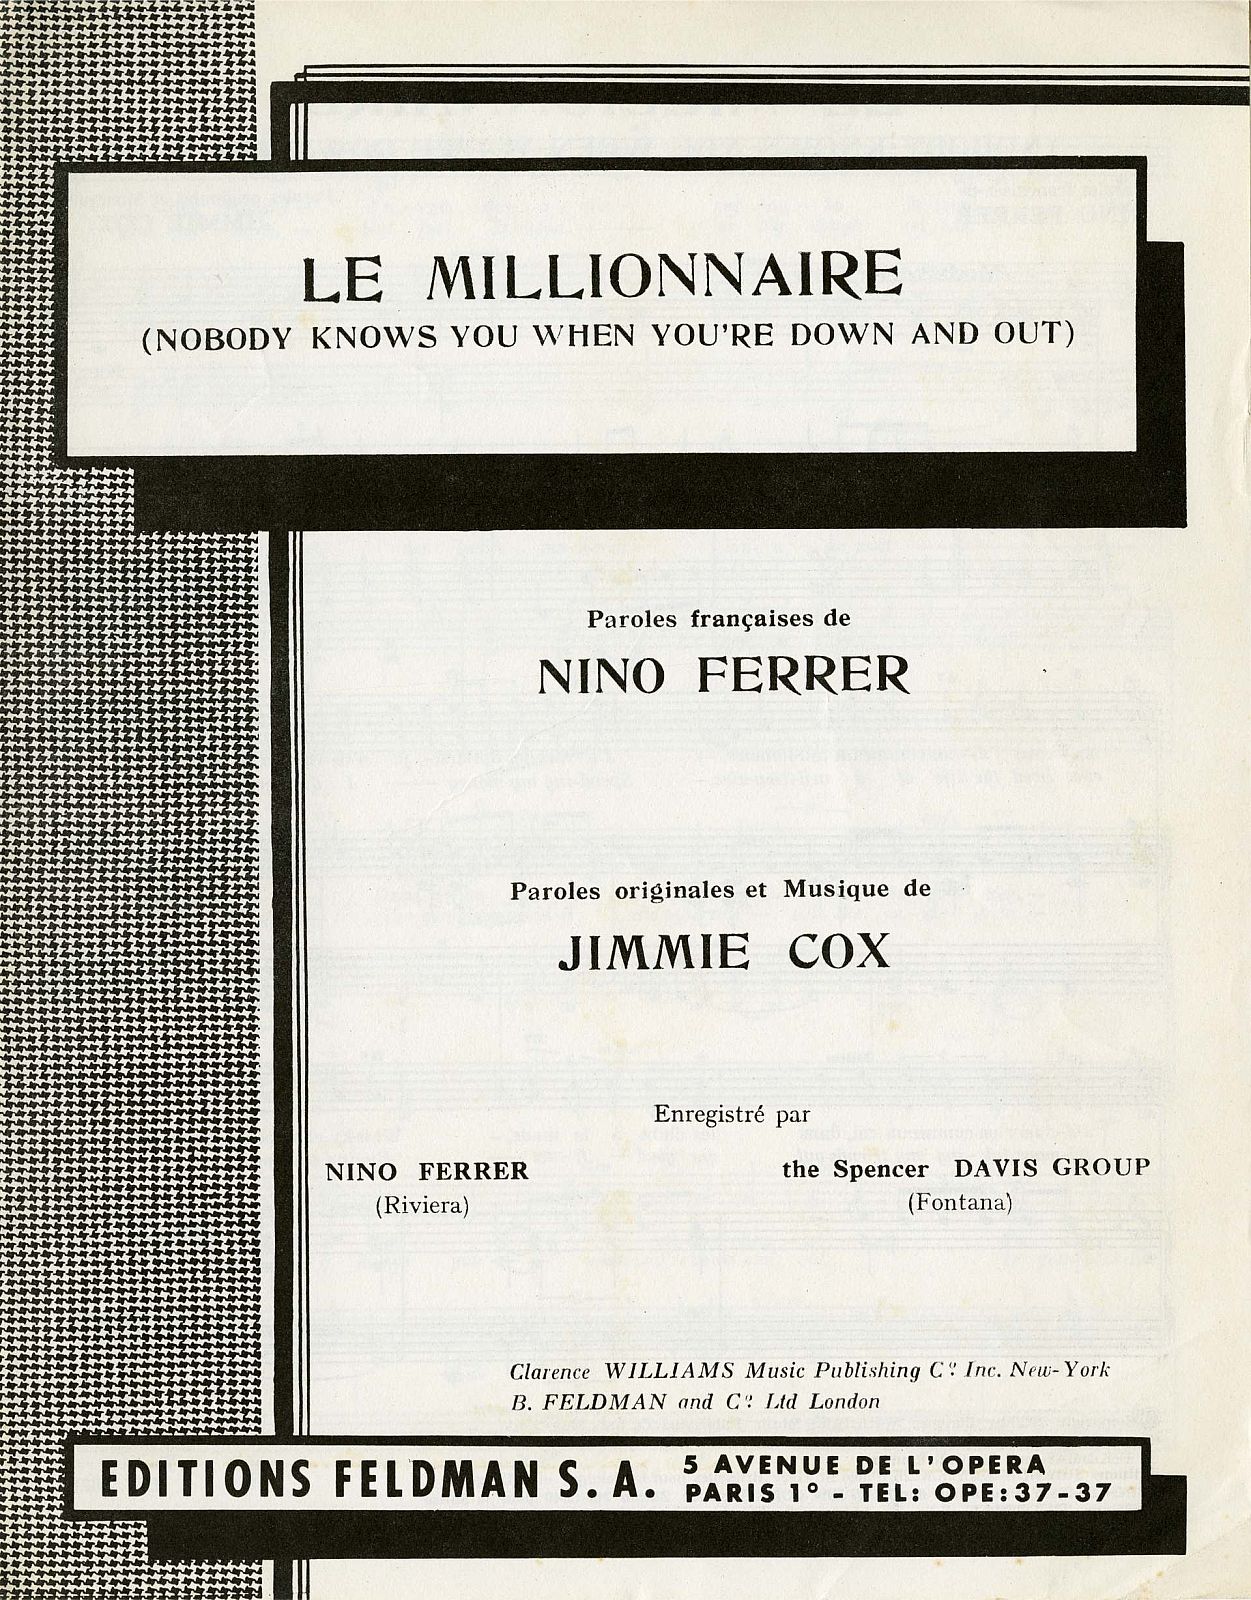 LE MILLIONNAIRE
(NOBODY KNOWS YOU WHEN YOU'RE DOWN AND OUT)
Paroles françaises de
NINO FERRER
Paroles originales et Musique de
JIMMIE COX
Enregistré par
NINO FERRER
(Riviera)
the Spencer DAVIS GROUP
(Fontana)
Clarence WILLIAMS Music Publishing Cº Inc. New-York
B. FELDMAN and Cº Ltd London
EDITIONS FELDMAN S. A.
5 AVENUE DE L'OPERA
PARIS 1° - TEL: OPE:37-37